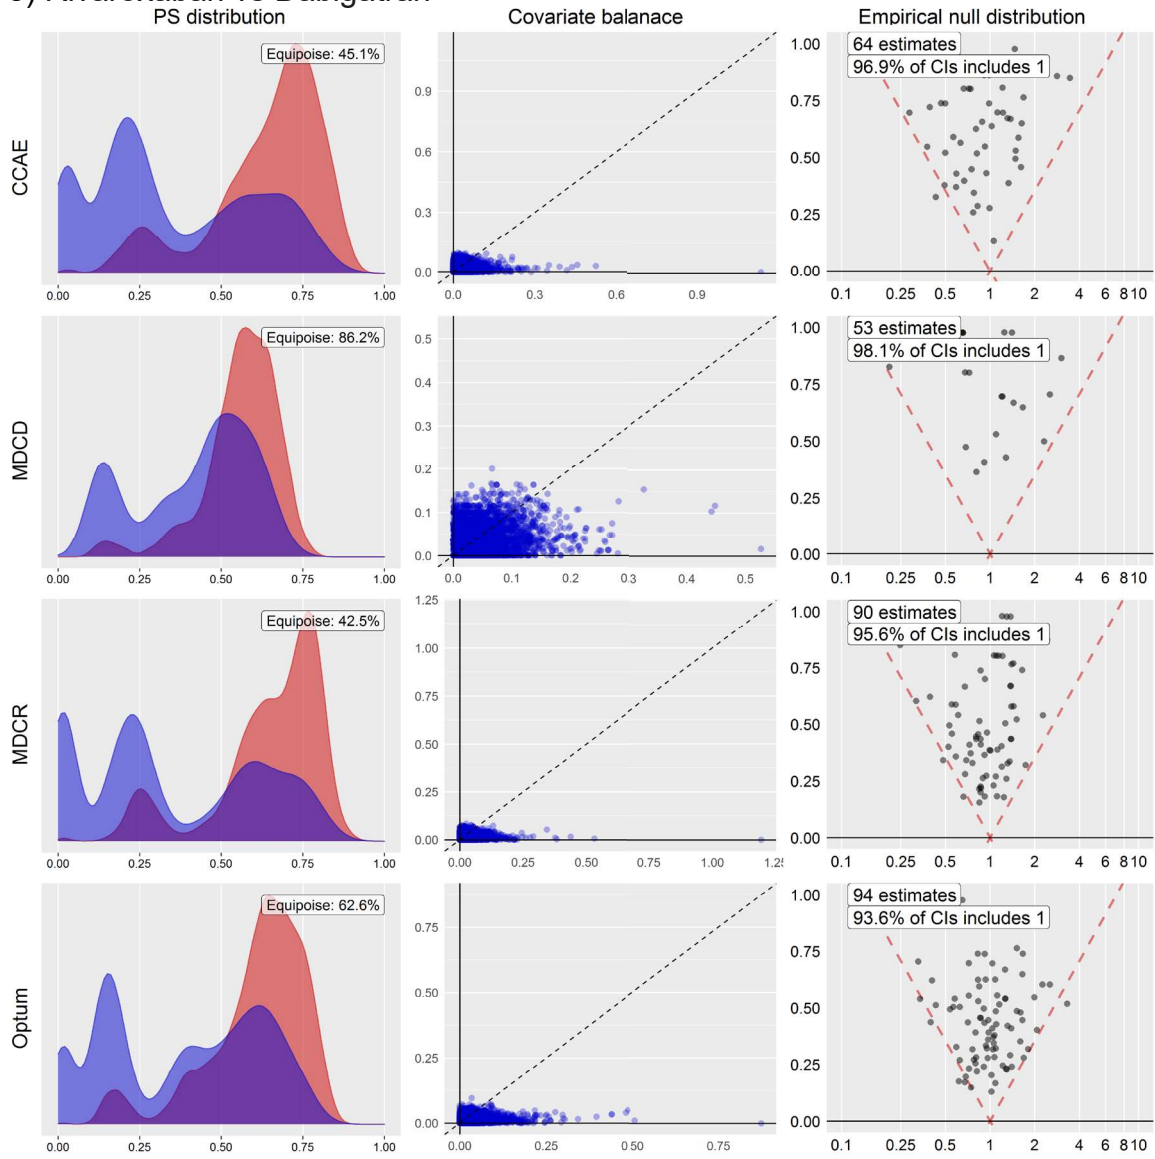 PS distribution
Covariate balanace
Empirical null distribution
CCAE
Equipoise: 45.1%
0.00 0.25 0.50 0.75 1.00
0.9
0.6
0.3
0.0
0.0 0.3 0.6 0.9
64 estimates
96.9% of CIs includes 1
1.00
0.75
0.50
0.25
0.00
0.1 0.25 0.5 1 2 4 6 8 10
MDCD
Equipoise: 86.2%
0.00 0.25 0.50 0.75 1.00
0.5
0.4
0.3
0.2
0.1
0.0
0.0 0.1 0.2 0.3 0.4 0.5
53 estimates
98.1% of CIs includes 1
1.00
0.75
0.50
0.25
0.00
0.1 0.25 0.5 1 2 4 6 8 10
MDCR
Equipoise: 42.5%
0.00 0.25 0.50 0.75 1.00
1.25
1.00
0.75
0.50
0.25
0.00
0.00 0.25 0.50 0.75 1.00
90 estimates
95.6% of CIs includes 1
1.00
0.75
0.50
0.25
0.00
0.1 0.25 0.5 1 2 4 6 8 10
Optum
Equipoise: 62.6%
0.00 0.25 0.50 0.75 1.00
0.75
0.50
0.25
0.00
0.00 0.25 0.50 0.75
94 estimates
93.6% of CIs includes 1
1.00
0.75
0.50
0.25
0.00
0.1 0.25 0.5 1 2 4 6 8 10